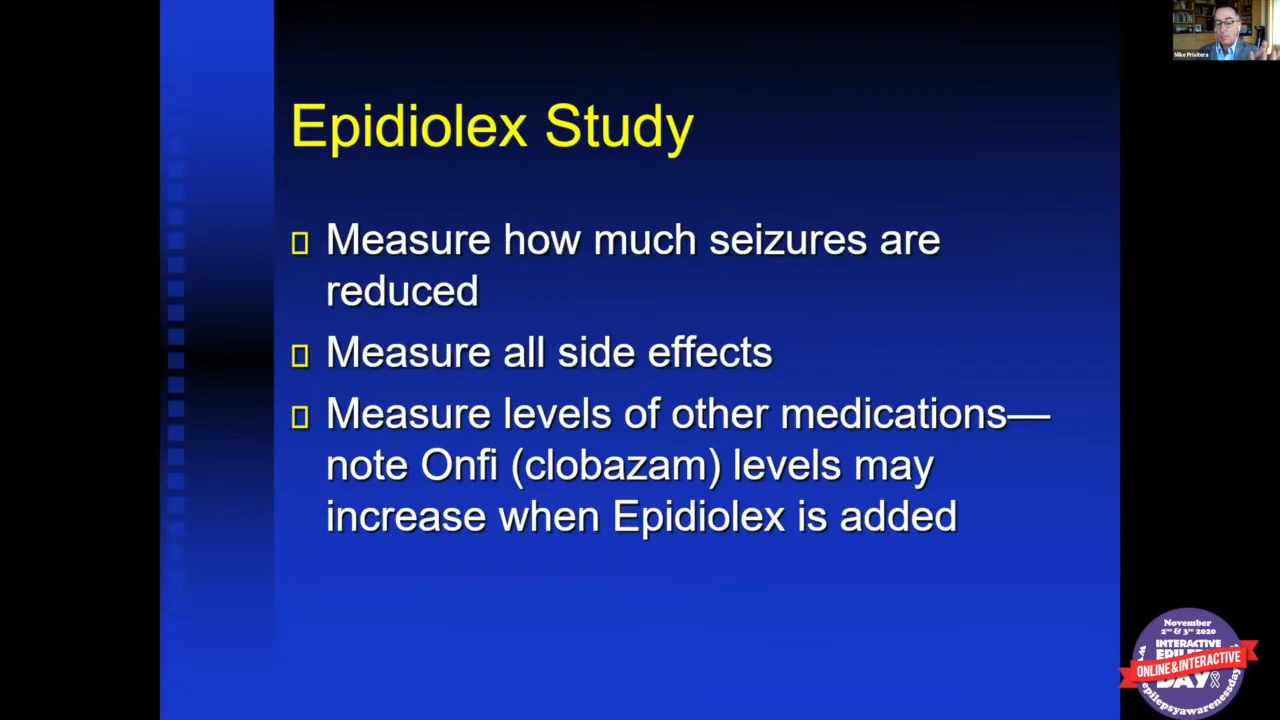 Mike Privitera
Epidiolex Study
Measure how much seizures are
reduced
Measure all side effects
Measure levels of other medications—
note Onfi (clobazam) levels may
increase when Epidiolex is added
November
2ND & 3RD 2020
INTERACTIVE
ONLINE & INTERACTIVE
DAY
epilepsyawarenessday